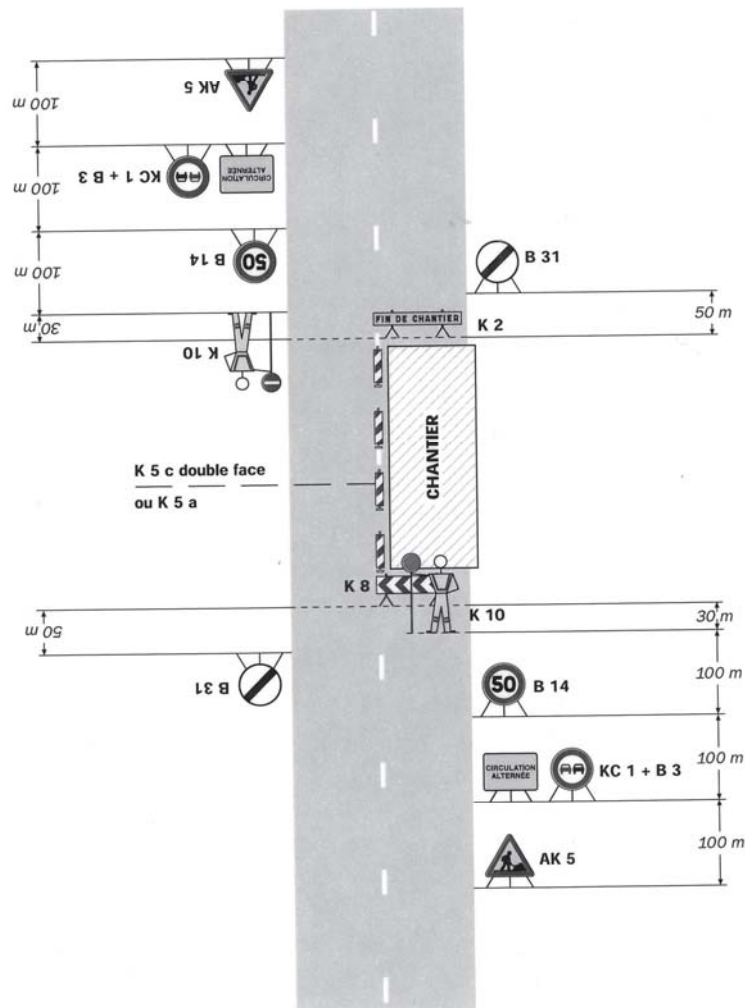 100 m
AK 5
100 m
KC 1 + B 3
CIRCULATION
ALTERNÉE
100 m
B 14
50
B 31
30 m
K 10
FIN DE CHANTIER
K 2
50 m
CHANTIER
K 5 c double face
ou K 5 a
K 8
K 10
30 m
50 m
B 31
100 m
50
B 14
100 m
CIRCULATION
ALTERNÉE
KC 1 + B 3
100 m
AK 5